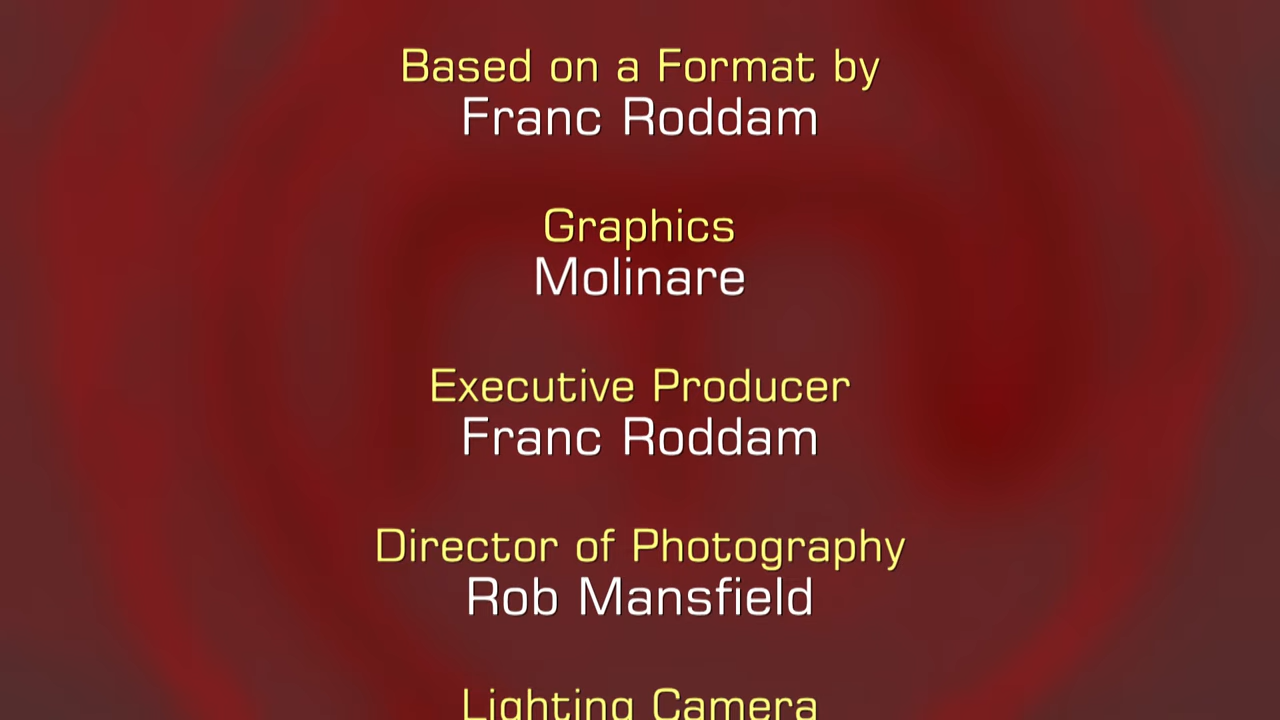 Based on a Format by
Franc Roddam
Graphics
Molinare
Executive Producer
Franc Roddam
Director of Photography
Rob Mansfield
Lighting Camera